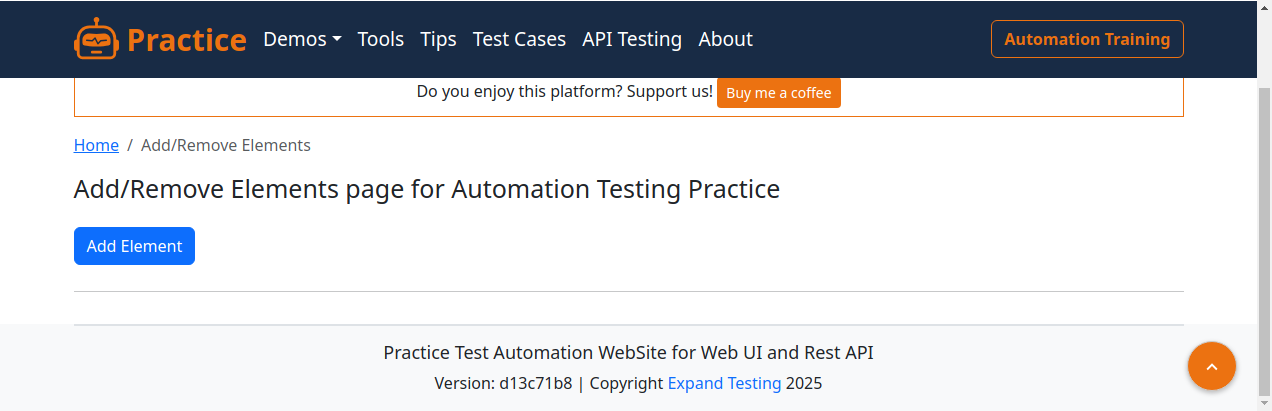 Practice Demos Tools Tips Test Cases API Testing About Automation Training
Do you enjoy this platform? Support us! Buy me a coffee
Home / Add/Remove Elements
Add/Remove Elements page for Automation Testing Practice
Add Element
Practice Test Automation WebSite for Web UI and Rest API
Version: d13c71b8 | Copyright Expand Testing 2025